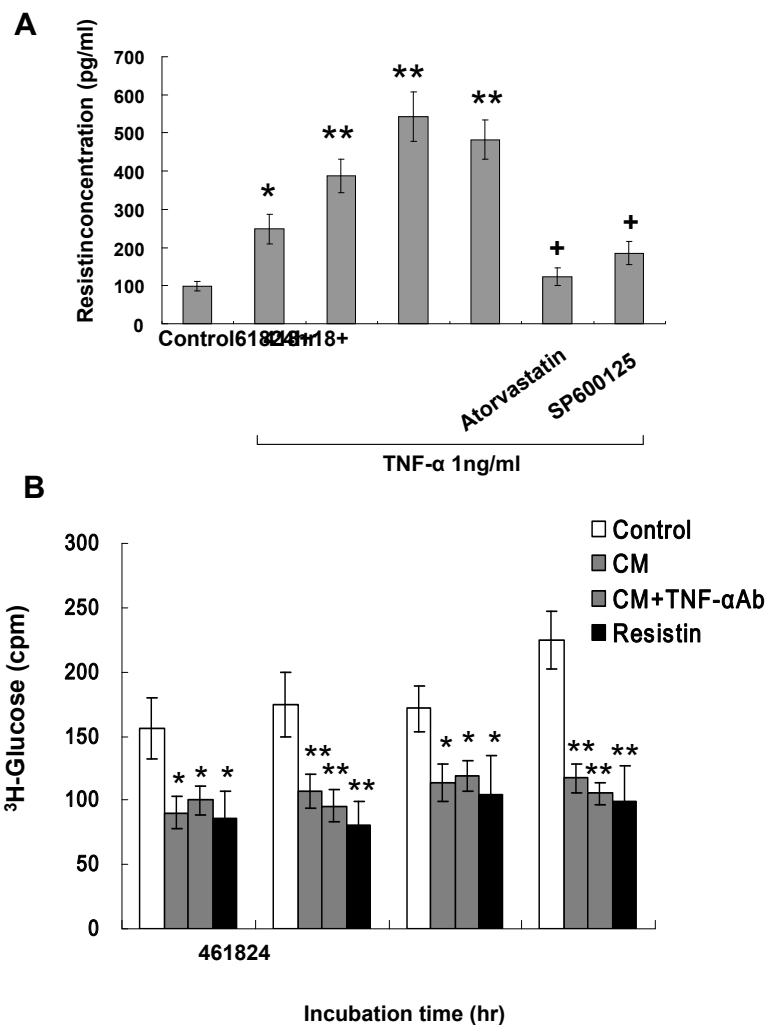 A
Resistinconcentration (pg/ml)
700
600
500
400
300
200
100
0
*
**
**
**
+
+
Control
Atorvastatin
SP600125
TNF-α 1ng/ml
B
³H-Glucose (cpm)
300
250
200
150
100
50
0
Control
CM
CM+TNF-αAb
Resistin
* * *
** ** **
* * *
** ** **
461824
Incubation time (hr)